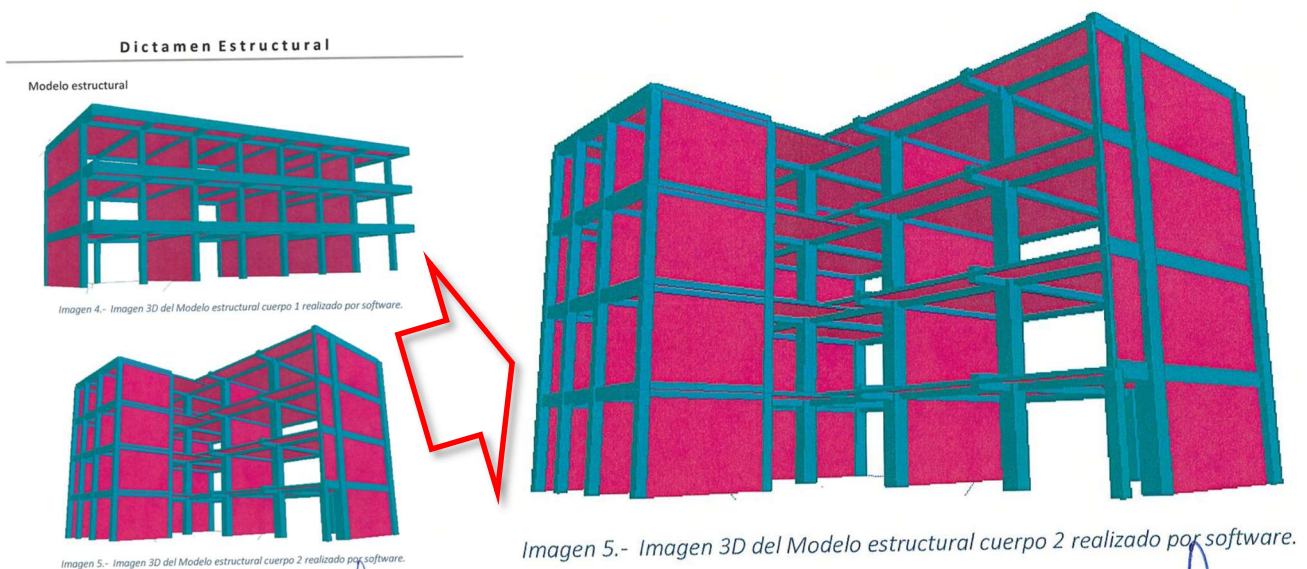 Dictamen Estructural
Modelo estructural
Imagen 4.- Imagen 3D del Modelo estructural cuerpo 1 realizado por software.
Imagen 5.- Imagen 3D del Modelo estructural cuerpo 2 realizado por software.
Imagen 5.- Imagen 3D del Modelo estructural cuerpo 2 realizado por software.